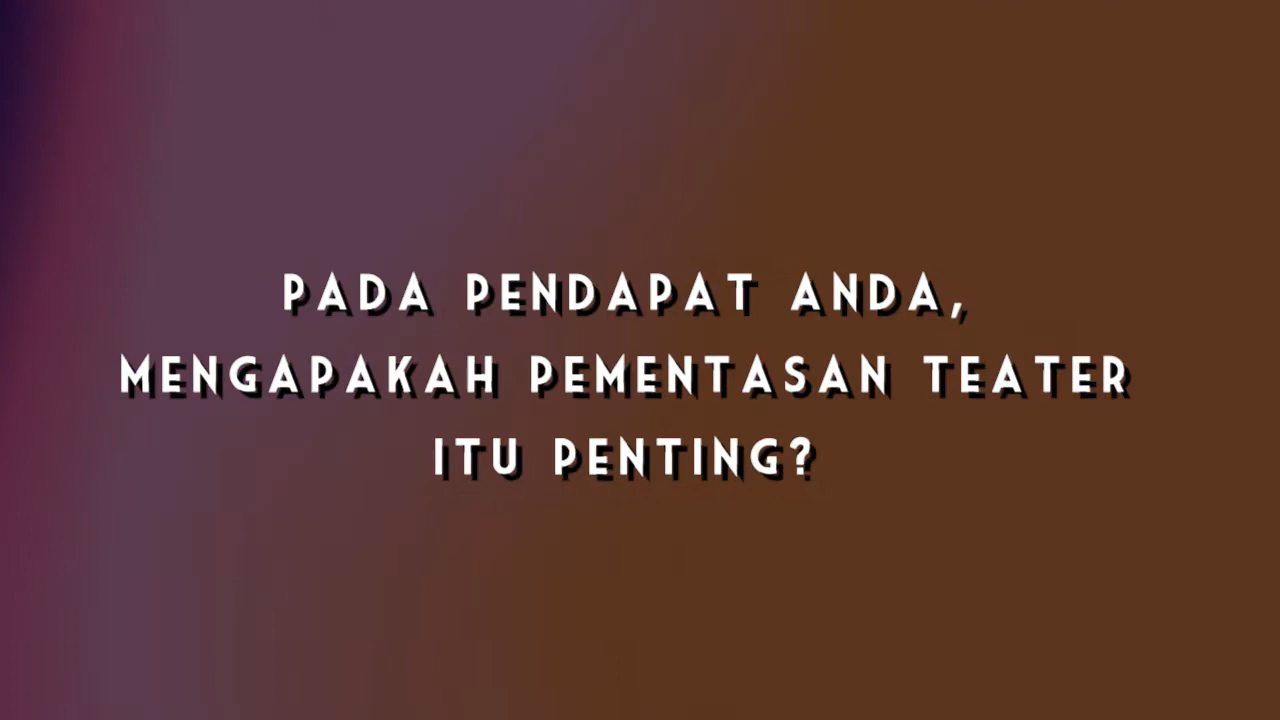 PADA PENDAPAT ANDA,
MENGAPAKAH PEMENTASAN TEATER
ITU PENTING?